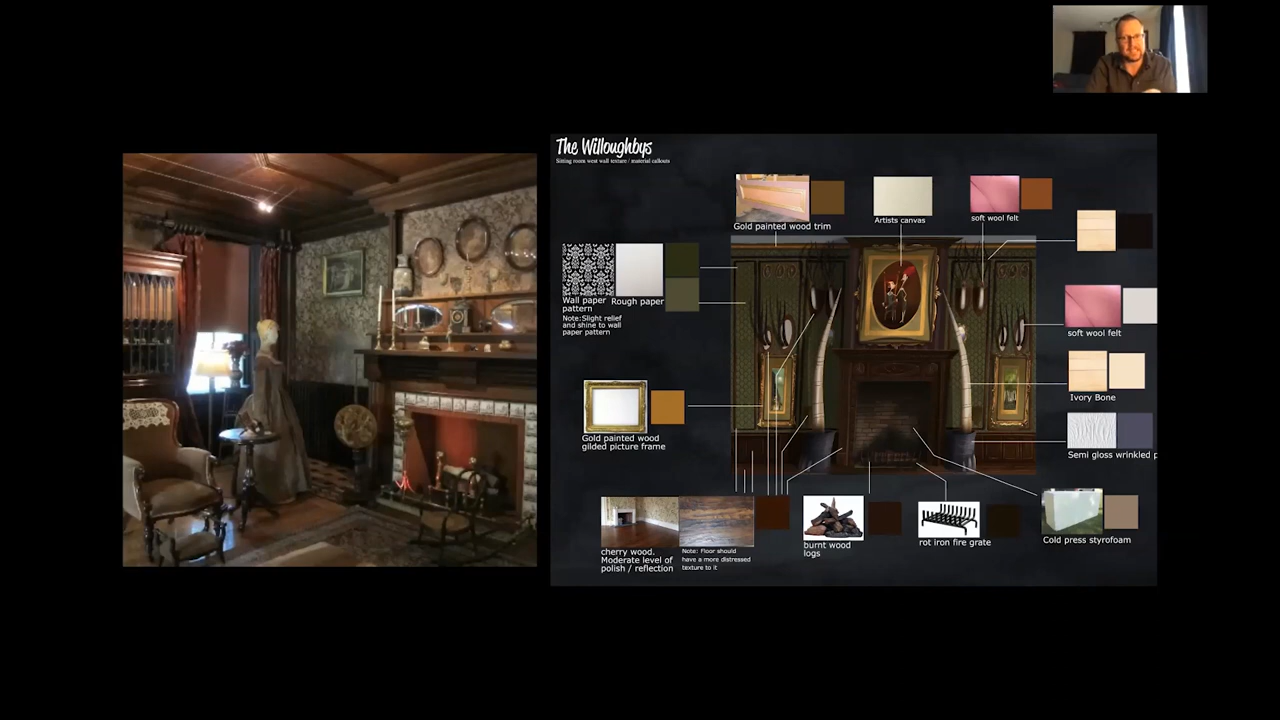 The Willoughbys
Sitting room west wall texture / material callouts
Gold painted wood trim
Artists canvas
soft wool felt
Wall paper
pattern
Rough paper
Note:Slight relief
and shine to wall
paper pattern
soft wool felt
Ivory Bone
Gold painted wood
gilded picture frame
Semi gloss wrinkled p
cherry wood.
Moderate level of
polish / reflection
Note: Floor should
have a more distressed
texture to it
burnt wood
logs
rot iron fire grate
Cold press styrofoam